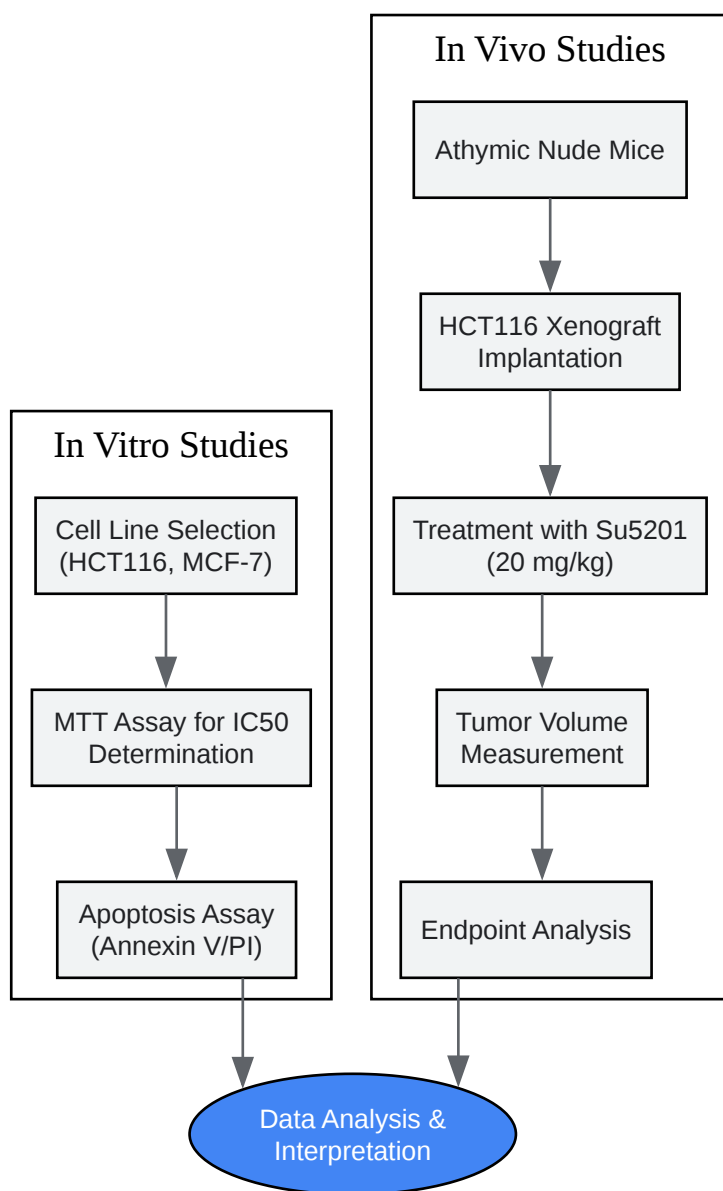 In Vivo Studies
Athymic Nude Mice
HCT116 Xenograft
Implantation
Treatment with Su5201
(20 mg/kg)
Tumor Volume
Measurement
Endpoint Analysis
In Vitro Studies
Cell Line Selection
(HCT116, MCF-7)
MTT Assay for IC50
Determination
Apoptosis Assay
(Annexin V/PI)
Data Analysis &
Interpretation